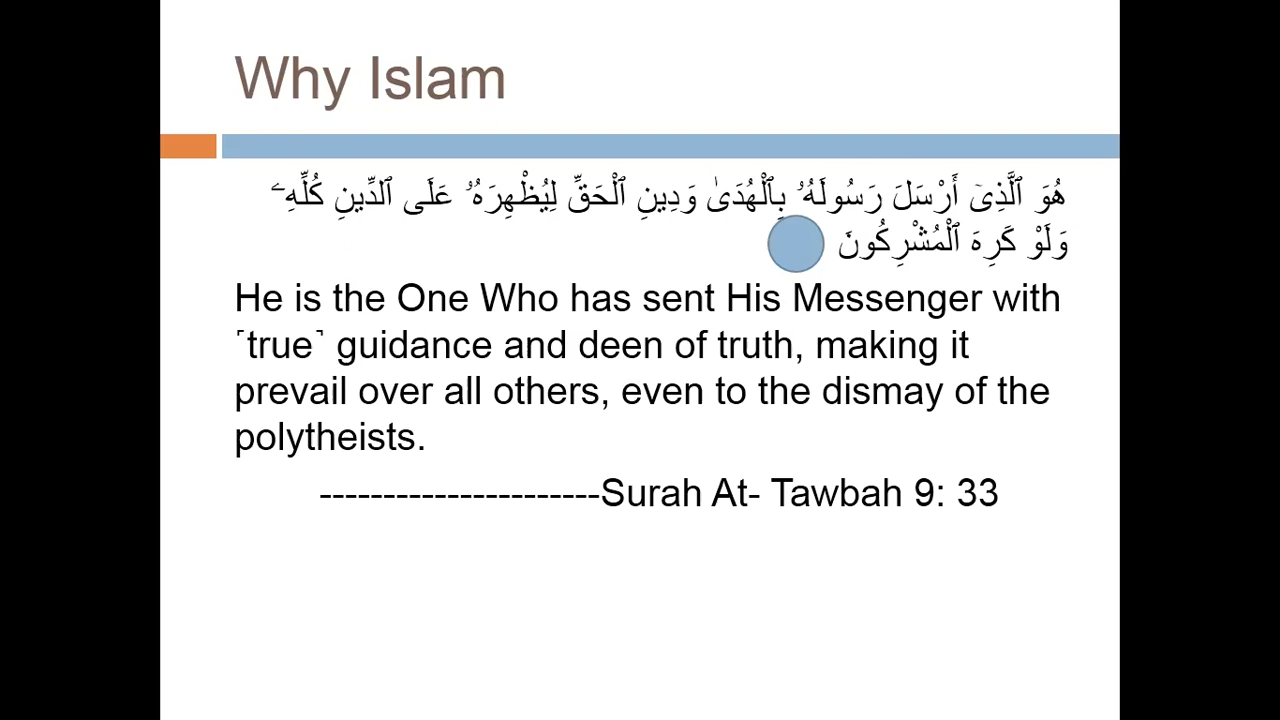 Why Islam
هُوَ ٱلَّذِىٓ أَرْسَلَ رَسُولَهُۥ بِٱلْهُدَىٰ وَدِينِ ٱلْحَقِّ لِيُظْهِرَهُۥ عَلَى ٱلدِّينِ كُلِّهِۦ
وَلَوْ كَرِهَ ٱلْمُشْرِكُونَ
He is the One Who has sent His Messenger with
˹true˺ guidance and deen of truth, making it
prevail over all others, even to the dismay of the
polytheists.
----------------------Surah At- Tawbah 9: 33